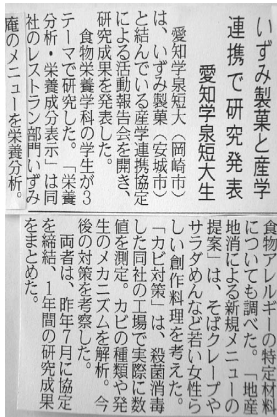 いずみ製菓と産学
連携で研究発表
愛知学泉短大生
愛知学泉短大(岡崎市)
は、いずみ製菓(安城市)
と結んでいる産学連携協定
による活動報告会を開き、
研究成果を発表した。
食物栄養学科の学生が3
テーマで研究した。「栄養
分析・栄養成分表示」は同
社のレストラン部門いずみ
庵のメニューを栄養分析。
食物アレルギーの特定材料
についても調べた。「地産
地消による新規メニューの
提案」は、そばクレープや
サラダめんなど若い女性ら
しい創作料理を考えた。
「カビ対策」は、殺菌消毒
した同社の工場で実際に数
値を測定。カビの種類や発
生のメカニズムを解析。今
後の対策を考察した。
両者は、昨年7月に協定
を締結、1年間の研究成果
をまとめた。